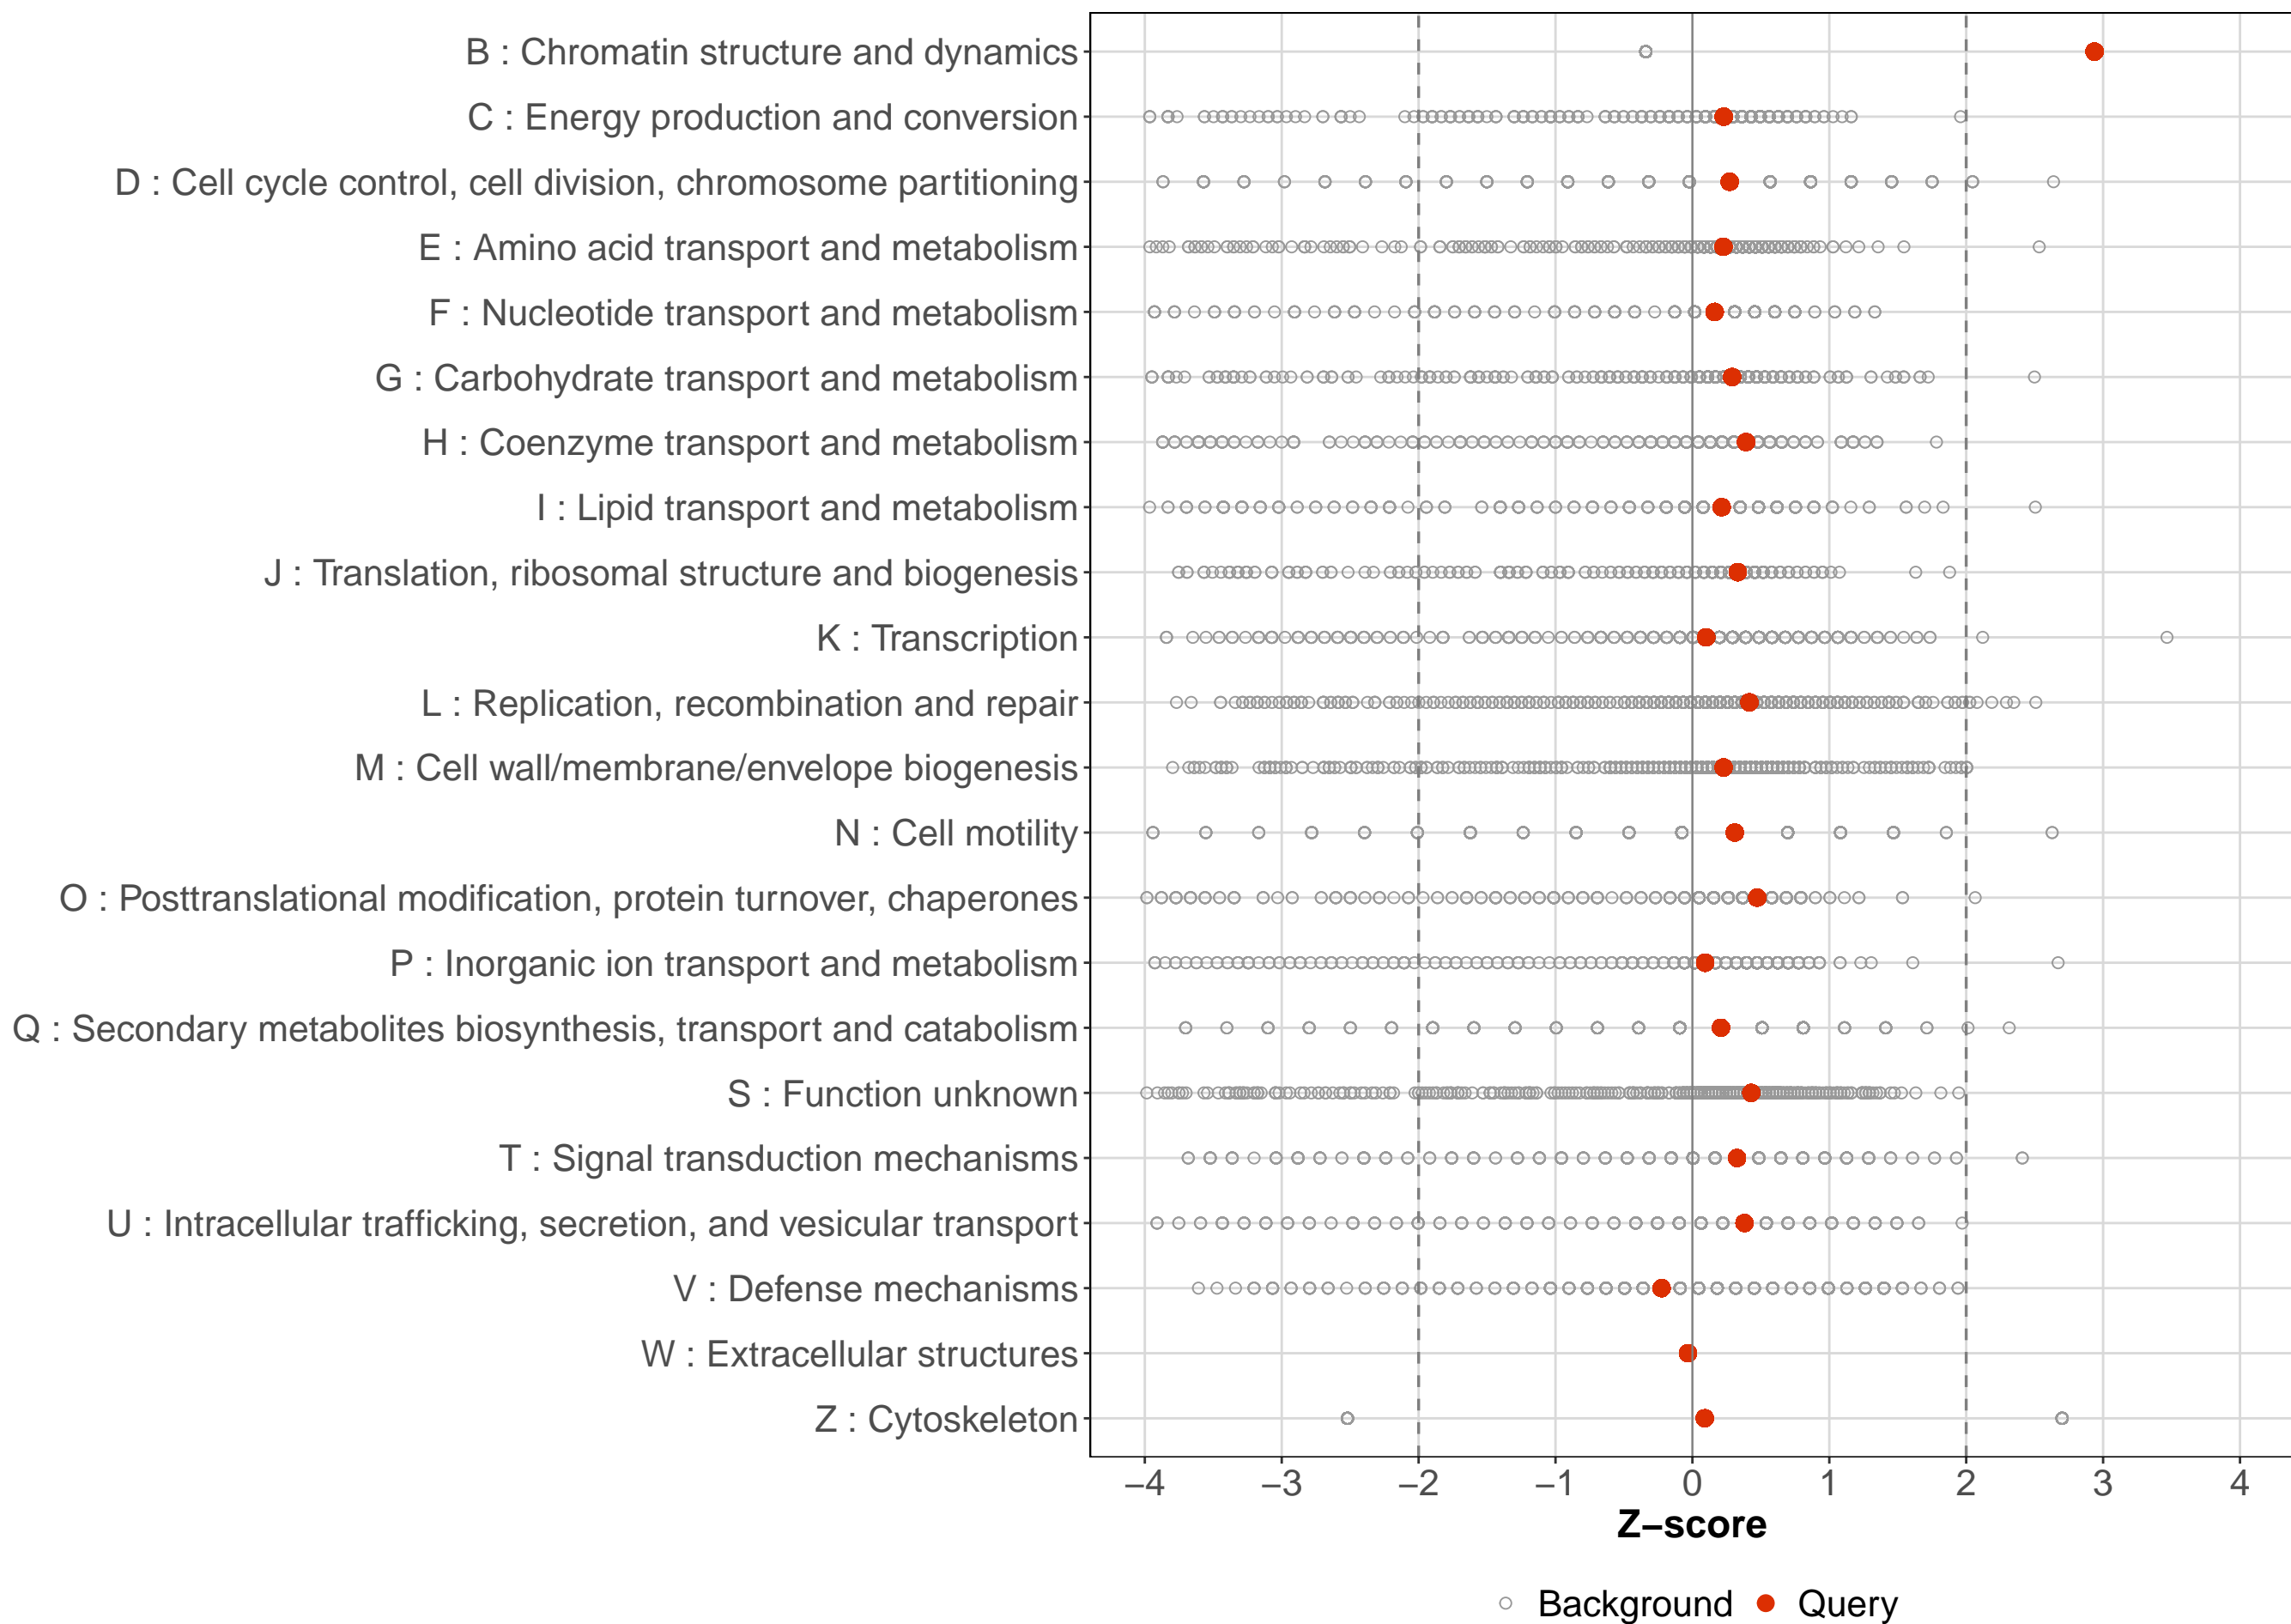 B : Chromatin structure and dynamics
C : Energy production and conversion
D : Cell cycle control, cell division, chromosome partitioning
E : Amino acid transport and metabolism
F : Nucleotide transport and metabolism
G : Carbohydrate transport and metabolism
H : Coenzyme transport and metabolism
I : Lipid transport and metabolism
J : Translation, ribosomal structure and biogenesis
K : Transcription
L : Replication, recombination and repair
M : Cell wall/membrane/envelope biogenesis
N : Cell motility
O : Posttranslational modification, protein turnover, chaperones
P : Inorganic ion transport and metabolism
Q : Secondary metabolites biosynthesis, transport and catabolism
S : Function unknown
T : Signal transduction mechanisms
U : Intracellular trafficking, secretion, and vesicular transport
V : Defense mechanisms
W : Extracellular structures
Z : Cytoskeleton
−4 −3 −2 −1 0 1 2 3 4
Z−score
Background Query